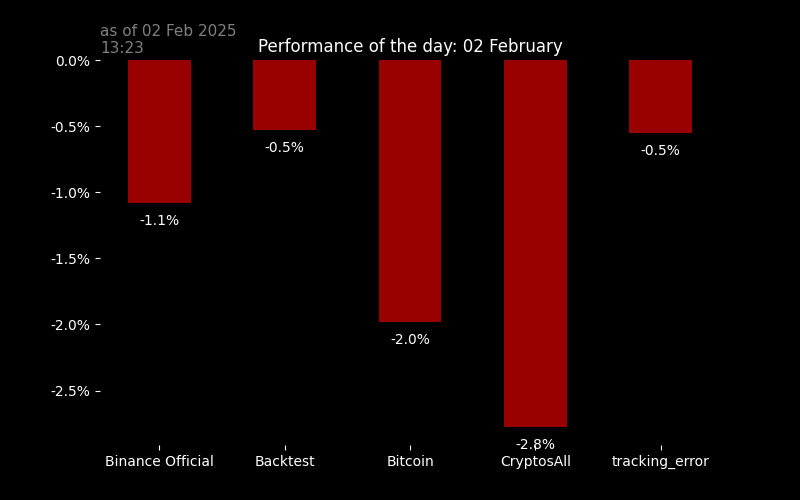 as of 02 Feb 2025
13:23
Performance of the day: 02 February
0.0%
-0.5%
-1.0%
-1.5%
-2.0%
-2.5%
-1.1%
-0.5%
-2.0%
-2.8%
-0.5%
Binance Official
Backtest
Bitcoin
CryptosAll
tracking_error